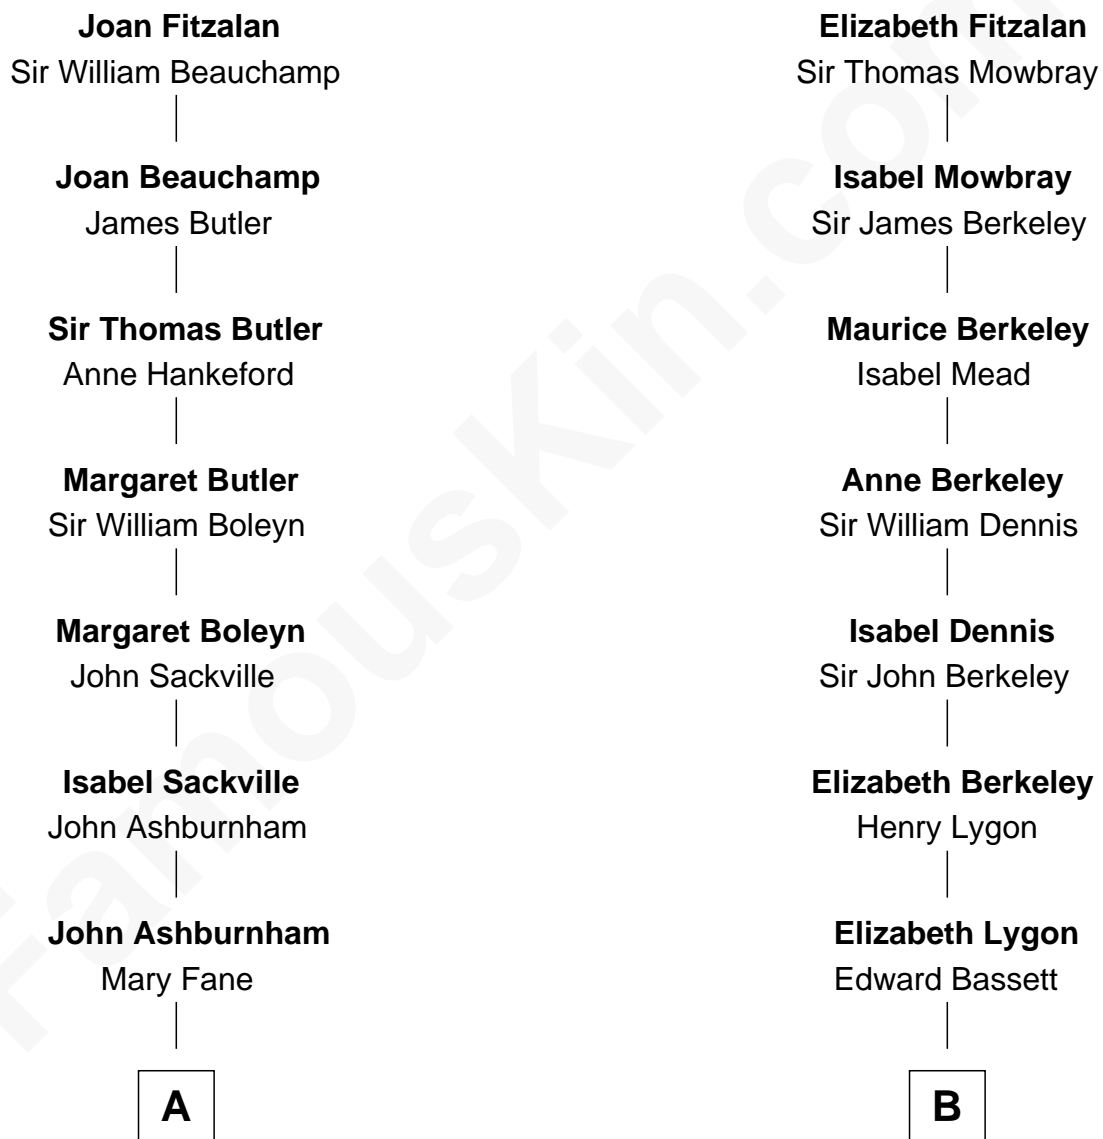 Joan Fitzalan
Sir William Beauchamp
Joan Beauchamp
James Butler
Sir Thomas Butler
Anne Hankeford
Margaret Butler
Sir William Boleyn
Margaret Boleyn
John Sackville
Isabel Sackville
John Ashburnham
John Ashburnham
Mary Fane
A
Elizabeth Fitzalan
Sir Thomas Mowbray
Isabel Mowbray
Sir James Berkeley
Maurice Berkeley
Isabel Mead
Anne Berkeley
Sir William Dennis
Isabel Dennis
Sir John Berkeley
Elizabeth Berkeley
Henry Lygon
Elizabeth Lygon
Edward Bassett
B
FamousKin.com